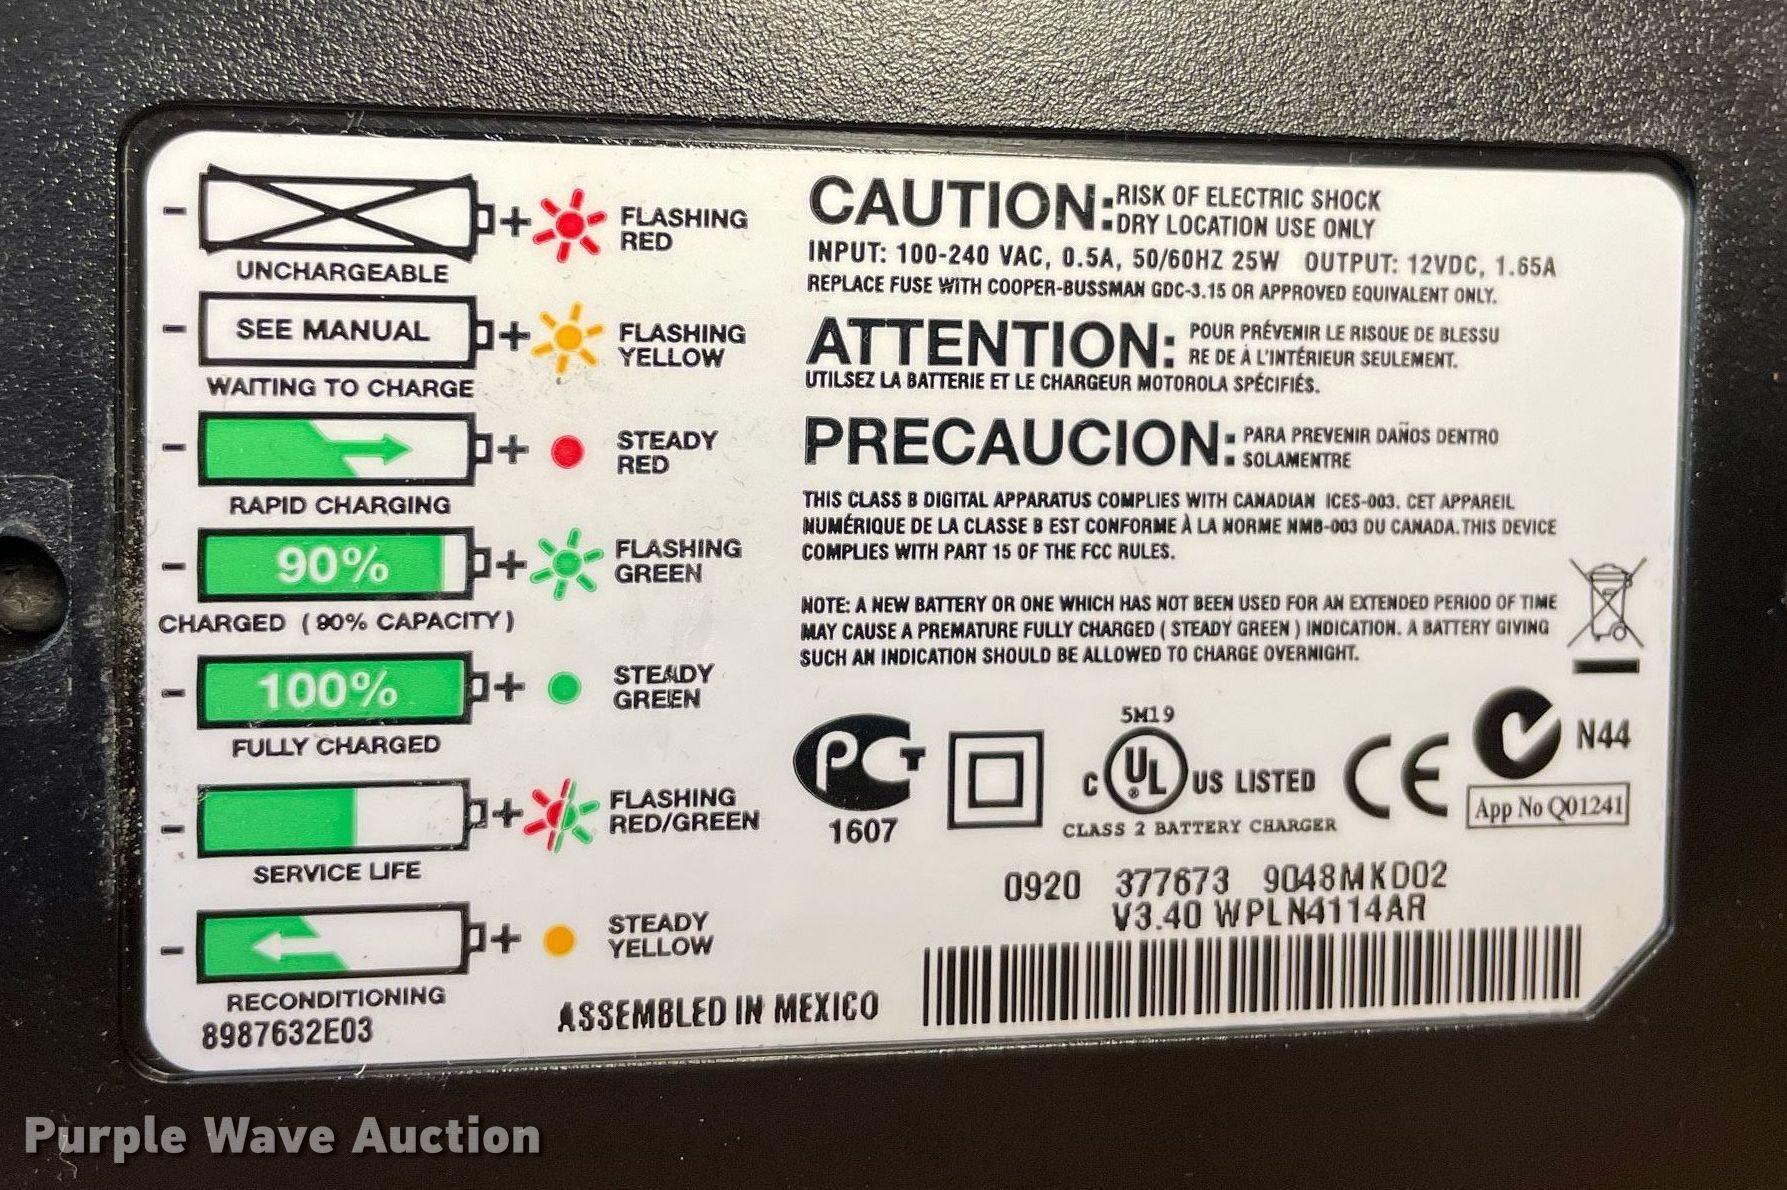 - + FLASHING
RED
UNCHARGEABLE
- SEE MANUAL + FLASHING
YELLOW
WAITING TO CHARGE
- + STEADY
RED
RAPID CHARGING
- 90% + FLASHING
GREEN
CHARGED ( 90% CAPACITY )
- 100% + STEADY
GREEN
FULLY CHARGED
- + FLASHING
RED/GREEN
SERVICE LIFE
- + STEADY
YELLOW
RECONDITIONING
8987632E03
ASSEMBLED IN MEXICO
CAUTION: RISK OF ELECTRIC SHOCK
DRY LOCATION USE ONLY
INPUT: 100-240 VAC, 0.5A, 50/60HZ 25W OUTPUT: 12VDC, 1.65A
REPLACE FUSE WITH COOPER-BUSSMAN GDC-3.15 OR APPROVED EQUIVALENT ONLY.
ATTENTION: POUR PRÉVENIR LE RISQUE DE BLESSU
RE DE À L'INTÉRIEUR SEULEMENT.
UTILSEZ LA BATTERIE ET LE CHARGEUR MOTOROLA SPÉCIFIÉS.
PRECAUCION: PARA PREVENIR DAÑOS DENTRO
SOLAMENTRE
THIS CLASS B DIGITAL APPARATUS COMPLIES WITH CANADIAN ICES-003. CET APPAREIL
NUMÉRIQUE DE LA CLASSE B EST CONFORME À LA NORME NMB-003 DU CANADA. THIS DEVICE
COMPLIES WITH PART 15 OF THE FCC RULES.
NOTE: A NEW BATTERY OR ONE WHICH HAS NOT BEEN USED FOR AN EXTENDED PERIOD OF TIME
MAY CAUSE A PREMATURE FULLY CHARGED ( STEADY GREEN ) INDICATION. A BATTERY GIVING
SUCH AN INDICATION SHOULD BE ALLOWED TO CHARGE OVERNIGHT.
PCT
1607
5M19
C UL ® US LISTED
CLASS 2 BATTERY CHARGER
CE
N44
App No Q01241
0920 377673 9048MKD02
V3.40 WPLN4114AR
Purple Wave Auction